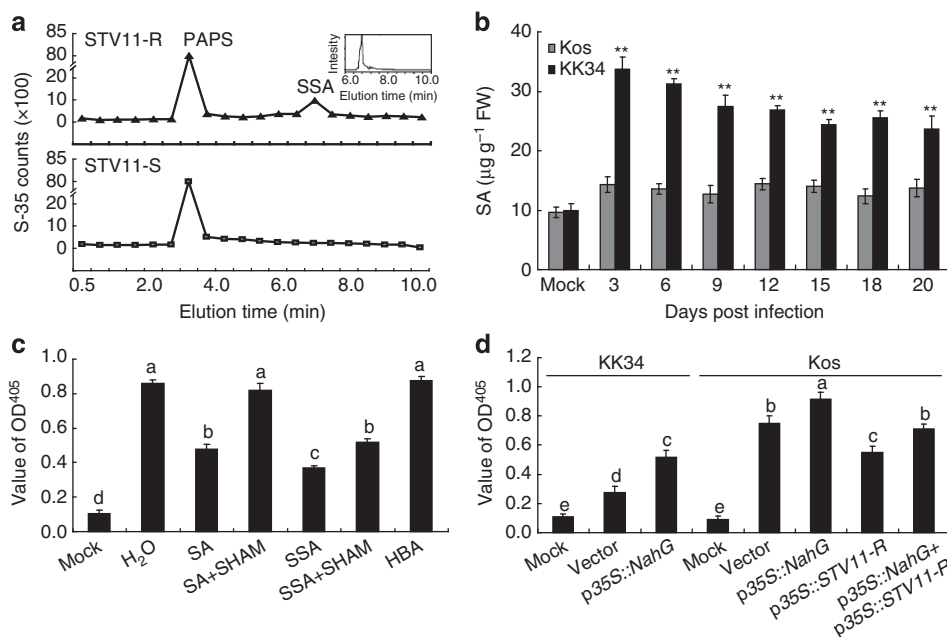 a
85
80
20
10
0
STV11-R
PAPS
SSA
Intesity
6.0 8.0 10.0
Elution time (min)
85
80
20
10
0
STV11-S
S-35 counts (×100)
0.5 2.0 4.0 6.0 8.0 10.0
Elution time (min)
b
SA (µg g⁻¹ FW)
40
30
20
10
0
Kos
KK34
** ** ** ** ** ** **
Mock 3 6 9 12 15 18 20
Days post infection
c
Value of OD⁴⁰⁵
1.0
0.8
0.6
0.4
0.2
0.0
d a b a c b a
Mock H₂O SA SA+SHAM SSA SSA+SHAM HBA
d
Value of OD⁴⁰⁵
1.2
1.0
0.8
0.6
0.4
0.2
0.0
KK34 Kos
e d c e b a c b
Mock Vector p35S::NahG Mock Vector p35S::NahG p35S::STV11-R p35S::NahG+
p35S::STV11-R